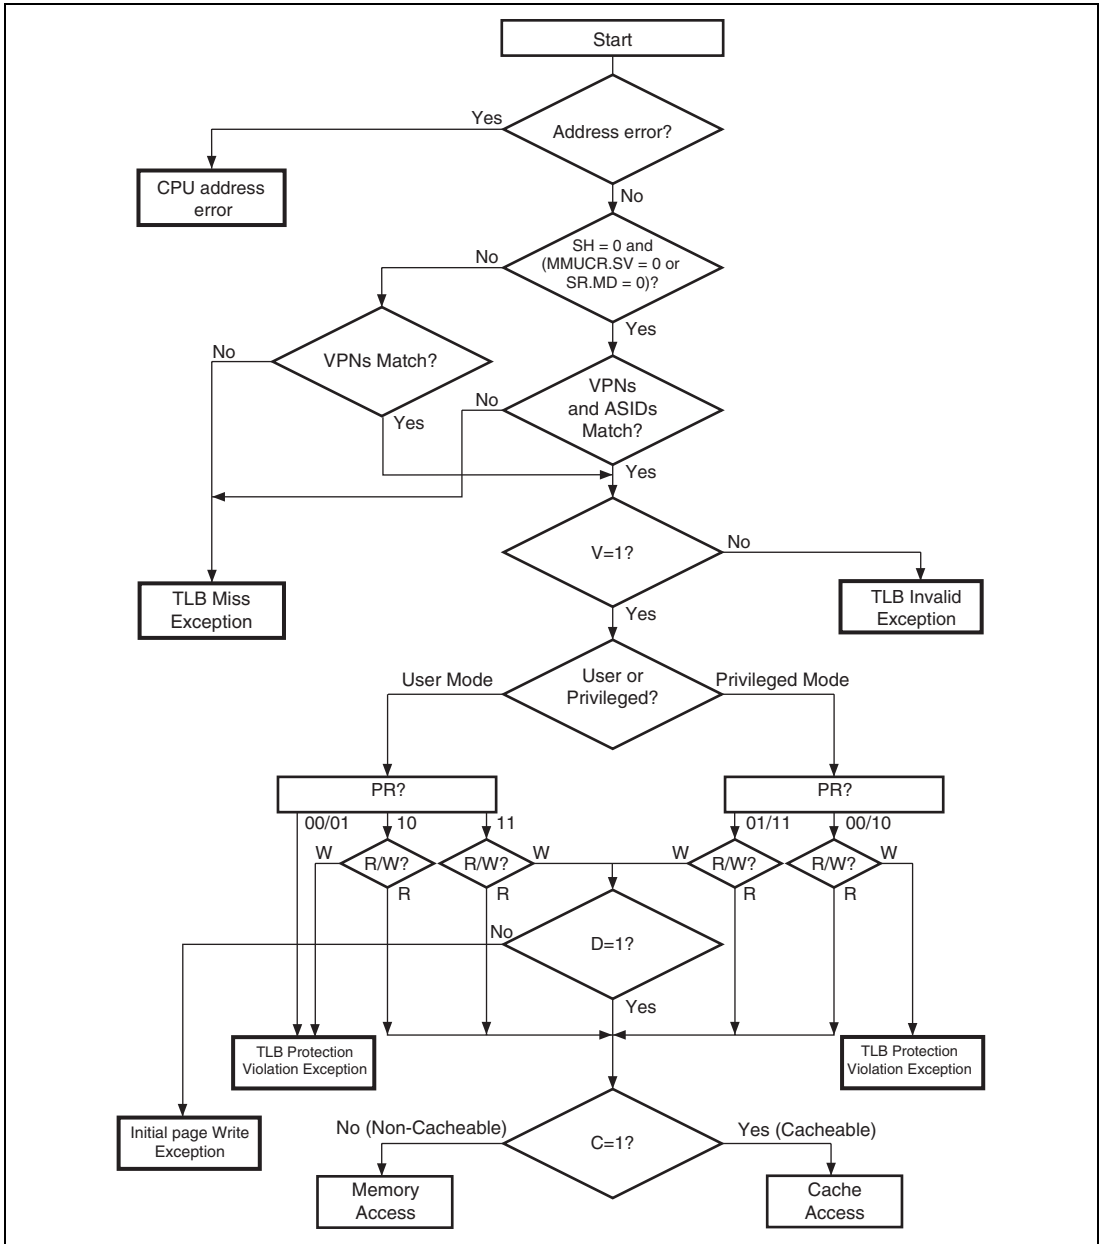 Start
Yes
Address error?
CPU address
error
No
SH = 0 and
(MMUCR.SV = 0 or
SR.MD = 0)?
No
Yes
VPNs Match?
No
Yes
VPNs
and ASIDs
Match?
No
Yes
V=1?
No
TLB Miss
Exception
TLB Invalid
Exception
Yes
User or
Privileged?
User Mode
Privileged Mode
PR?
PR?
00/01
10
11
01/11
00/10
W
R/W?
R/W?
W
W
R/W?
R/W?
W
R
R
R
R
No
D=1?
Yes
TLB Protection
Violation Exception
TLB Protection
Violation Exception
Initial page Write
Exception
No (Non-Cacheable)
C=1?
Yes (Cacheable)
Memory
Access
Cache
Access